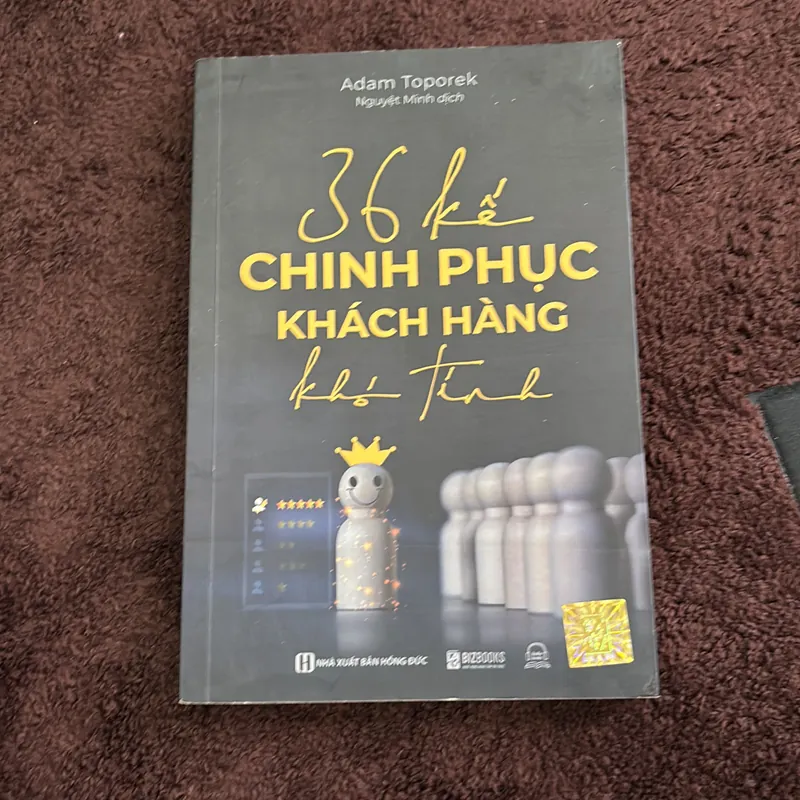 Adam Toporek
Nguyệt Minh dịch
36 kế
CHINH PHỤC
KHÁCH HÀNG
khó tính
NHÀ XUẤT BẢN HỒNG ĐỨC
BIZBOOKS